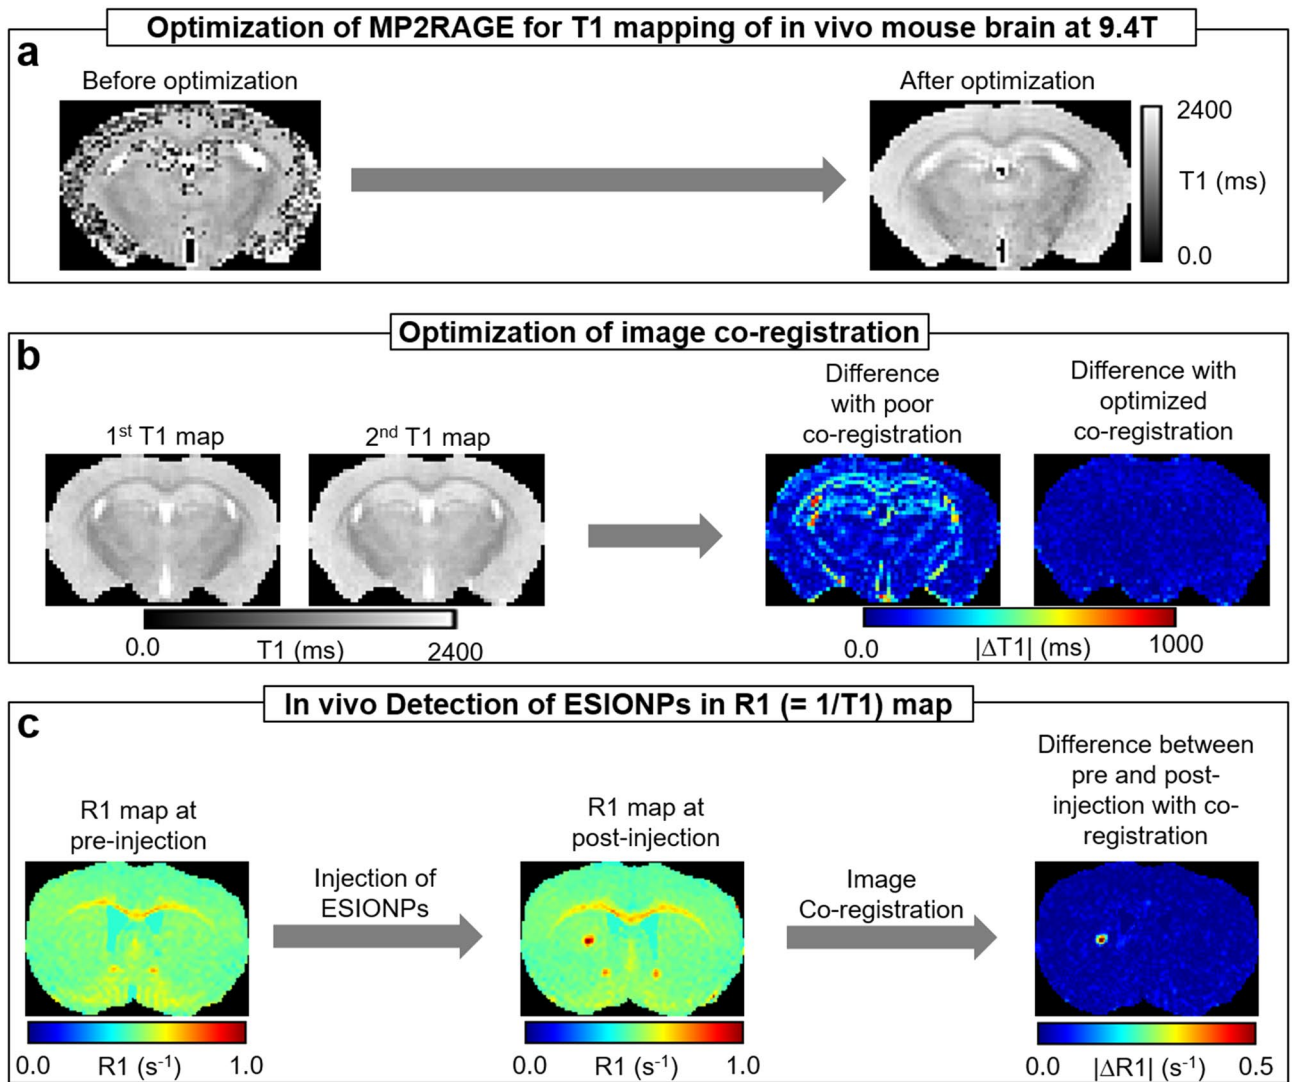 Optimization of MP2RAGE for T1 mapping of in vivo mouse brain at 9.4T
a
Before optimization
After optimization
2400
T1 (ms)
0.0
Optimization of image co-registration
b
1st T1 map
2nd T1 map
Difference
with poor
co-registration
Difference with
optimized
co-registration
0.0
T1 (ms)
2400
0.0
|ΔT1| (ms)
1000
In vivo Detection of ESIONPs in R1 (= 1/T1) map
c
R1 map at
pre-injection
Injection of
ESIONPs
R1 map at
post-injection
Image
Co-registration
Difference between
pre and post-
injection with co-
registration
0.0
R1 (s-1)
1.0
0.0
R1 (s-1)
1.0
0.0
|ΔR1| (s-1)
0.5